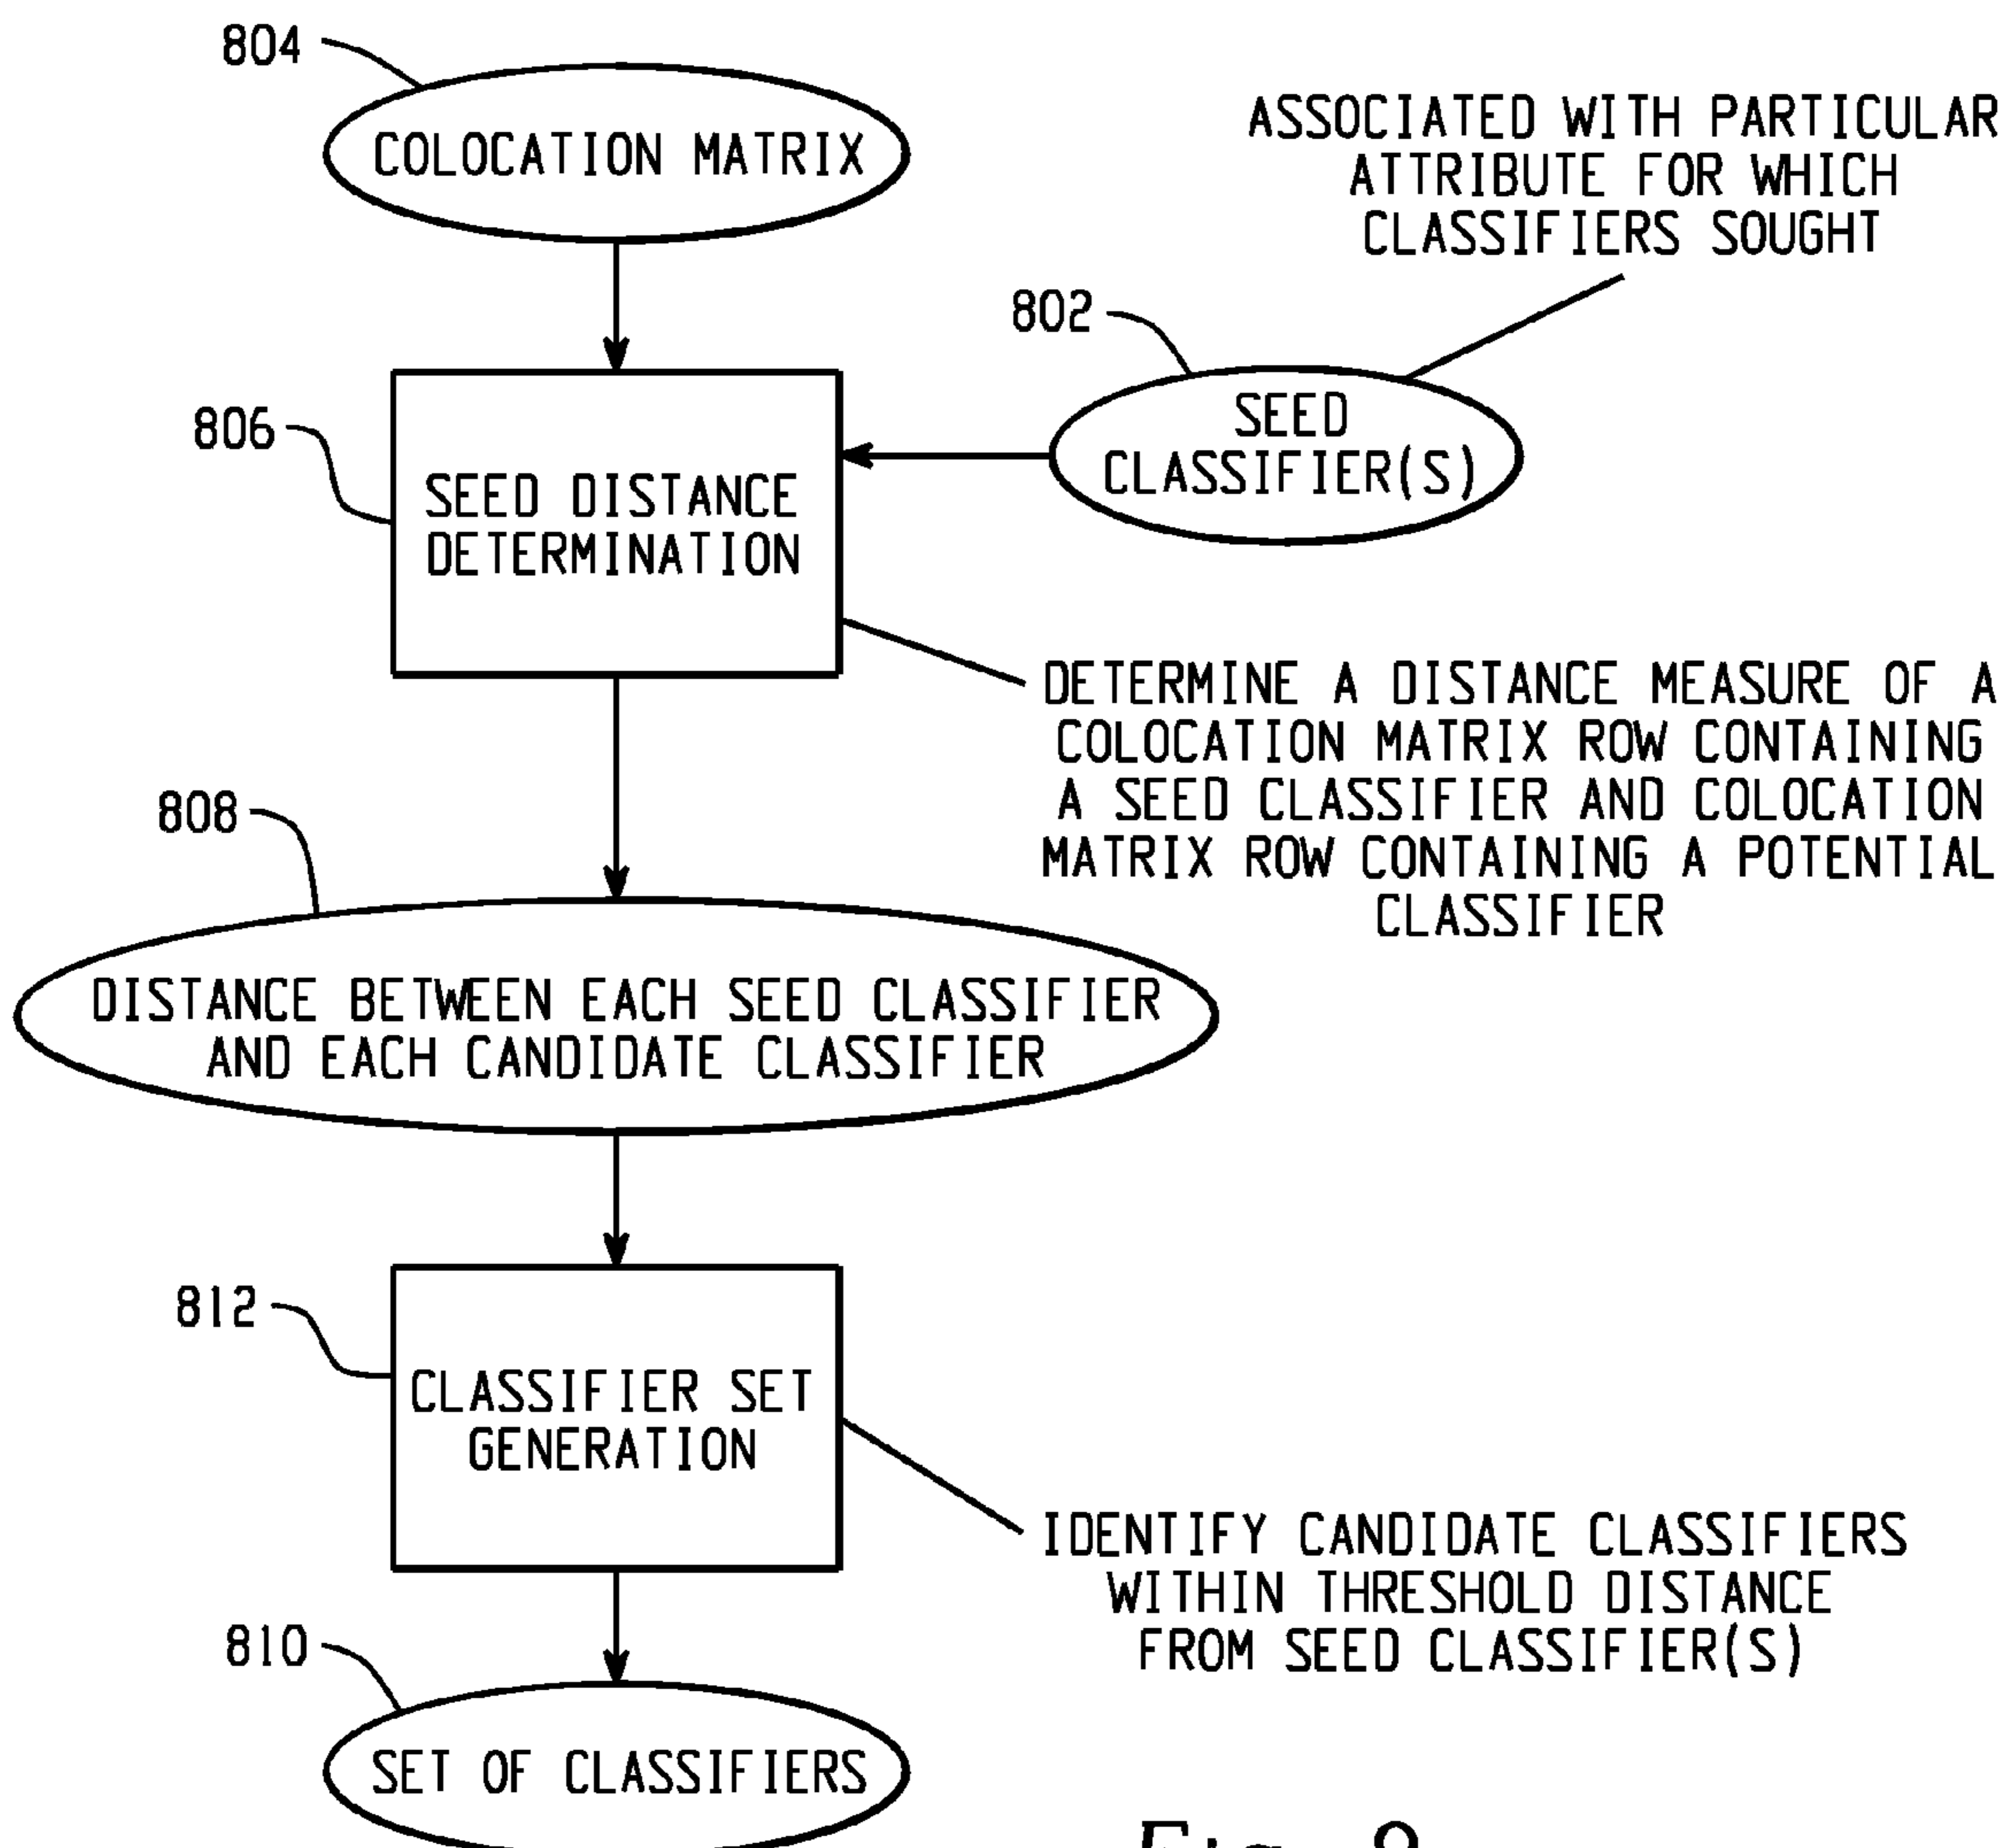 804
COLOCATION MATRIX
ASSOCIATED WITH PARTICULAR
ATTRIBUTE FOR WHICH
CLASSIFIERS SOUGHT
802
SEED
CLASSIFIER(S)
806
SEED DISTANCE
DETERMINATION
DETERMINE A DISTANCE MEASURE OF A
COLOCATION MATRIX ROW CONTAINING
A SEED CLASSIFIER AND COLOCATION
MATRIX ROW CONTAINING A POTENTIAL
CLASSIFIER
808
DISTANCE BETWEEN EACH SEED CLASSIFIER
AND EACH CANDIDATE CLASSIFIER
812
CLASSIFIER SET
GENERATION
IDENTIFY CANDIDATE CLASSIFIERS
WITHIN THRESHOLD DISTANCE
FROM SEED CLASSIFIER(S)
810
SET OF CLASSIFIERS